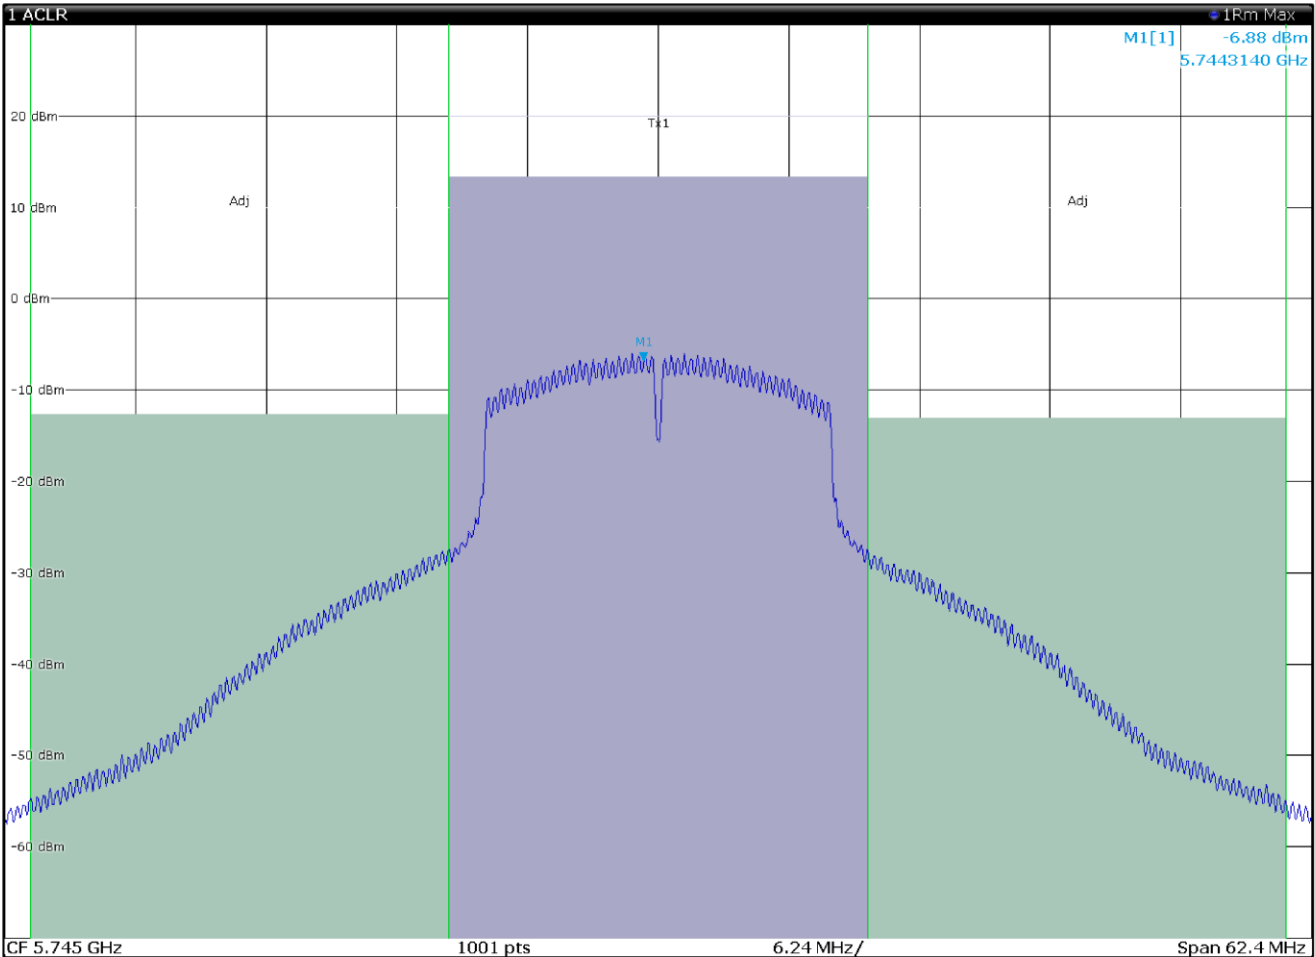 1 ACLR
1Rm Max
M1[1] -6.88 dBm
5.7443140 GHz
20 dBm
Tx1
Adj
Adj
10 dBm
0 dBm
M1
-10 dBm
-20 dBm
-30 dBm
-40 dBm
-50 dBm
-60 dBm
CF 5.745 GHz 1001 pts 6.24 MHz/ Span 62.4 MHz